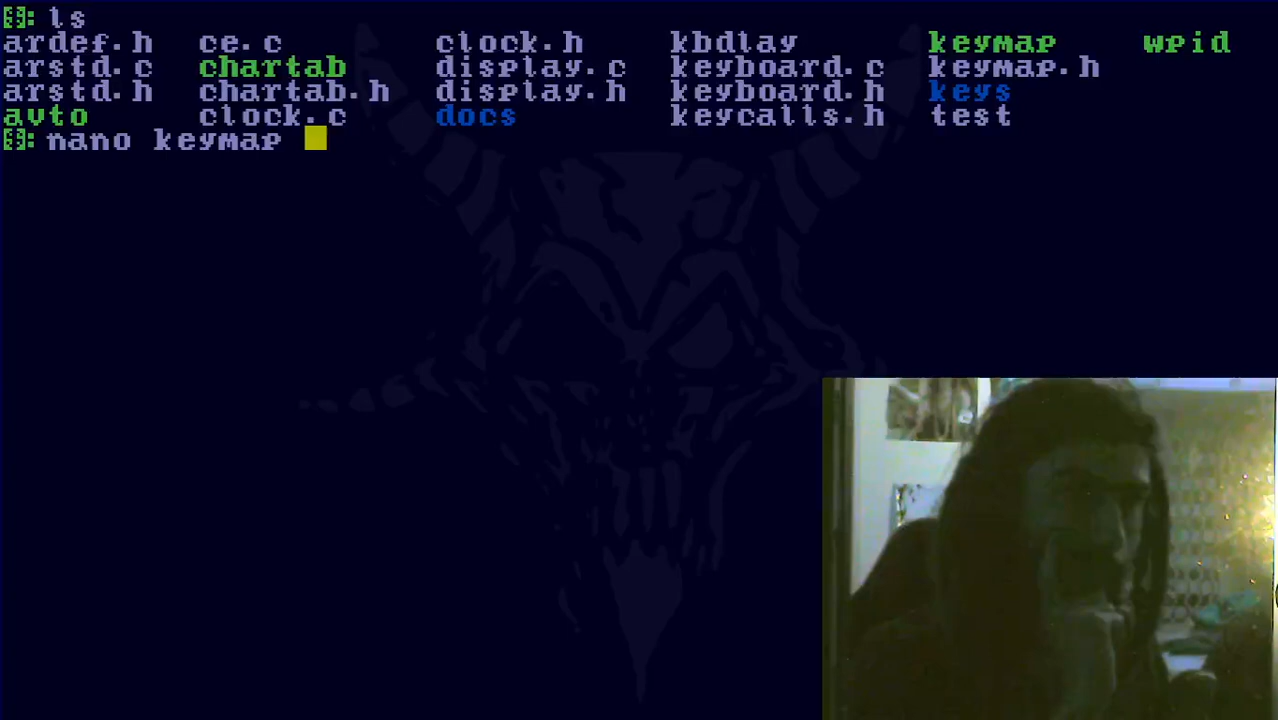 : ls
ardef.h ce.c clock.h kbdlay keymap wpid
arstd.c chartab display.c keyboard.c keymap.h
arstd.h chartab.h display.h keyboard.h keys
avto clock.c docs keycalls.h test
: nano keymap